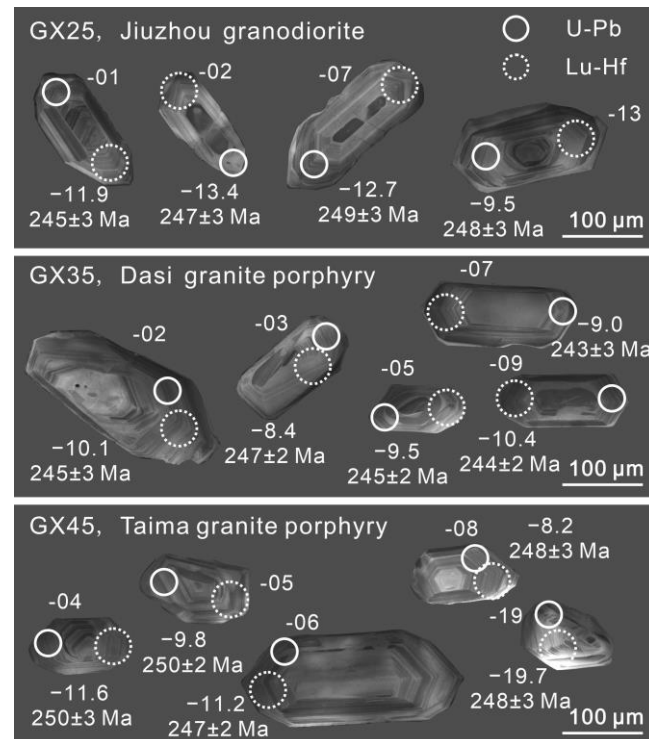 GX25, Jiuzhou granodiorite
U-Pb
Lu-Hf
-01
-02
-07
-13
−11.9
245±3 Ma
−13.4
247±3 Ma
−12.7
249±3 Ma
−9.5
248±3 Ma
100 μm
GX35, Dasi granite porphyry
-02
-03
-07
-05
-09
−10.1
245±3 Ma
−8.4
247±2 Ma
−9.0
243±3 Ma
−9.5
245±2 Ma
−10.4
244±2 Ma
100 μm
GX45, Taima granite porphyry
-04
-05
-06
-08
-19
−11.6
250±3 Ma
−9.8
250±2 Ma
−11.2
247±2 Ma
−8.2
248±3 Ma
−19.7
248±3 Ma
100 μm